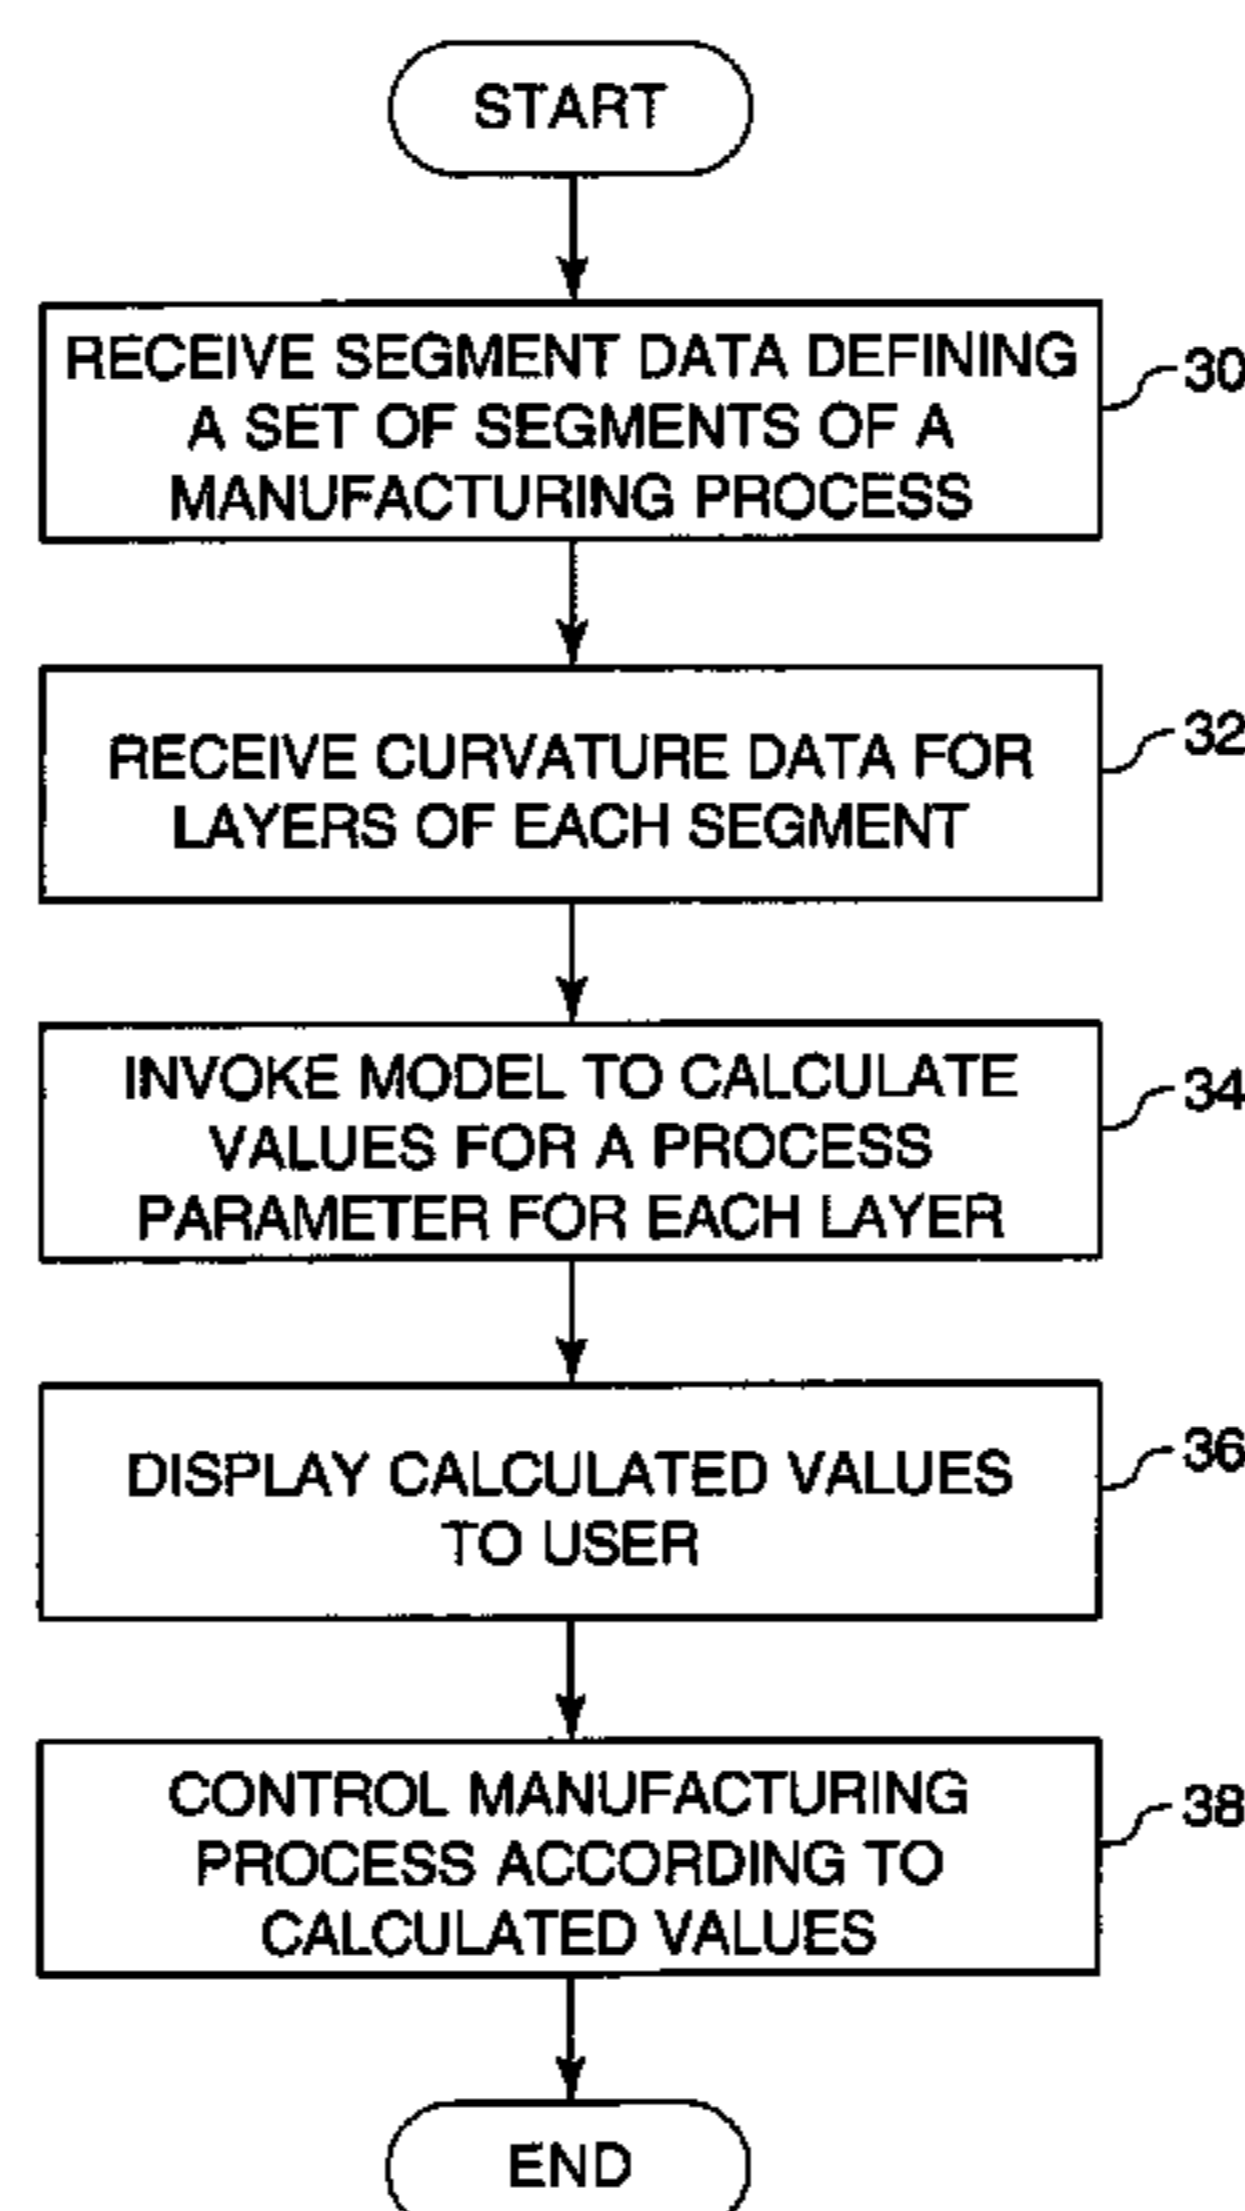 START
RECEIVE SEGMENT DATA DEFINING
A SET OF SEGMENTS OF A
MANUFACTURING PROCESS
30
RECEIVE CURVATURE DATA FOR
LAYERS OF EACH SEGMENT
32
INVOKE MODEL TO CALCULATE
VALUES FOR A PROCESS
PARAMETER FOR EACH LAYER
34
DISPLAY CALCULATED VALUES
TO USER
36
CONTROL MANUFACTURING
PROCESS ACCORDING TO
CALCULATED VALUES
38
END